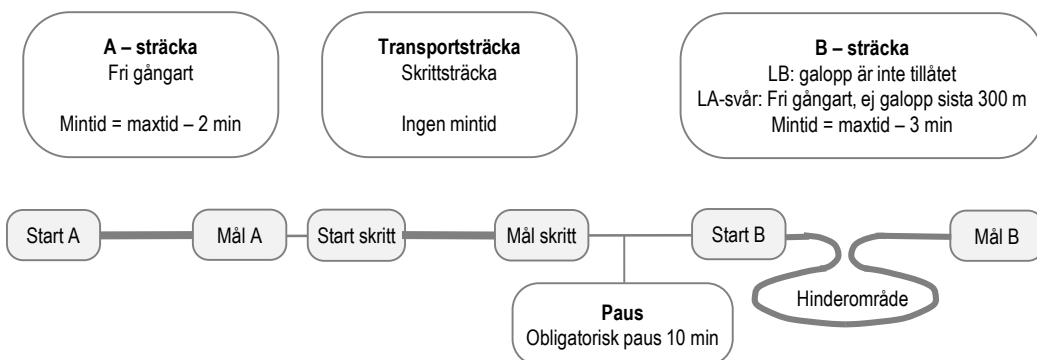 A – sträcka
Fri gångart
Mintid = maxtid – 2 min
Transportsträcka
Skrittsträcka
Ingen mintid
B – sträcka
LB: galopp är inte tillåtet
LA-svår: Fri gångart, ej galopp sista 300 m
Mintid = maxtid – 3 min
Start A
Mål A
Start skritt
Mål skritt
Start B
Mål B
Hinderområde
Paus
Obligatorisk paus 10 min